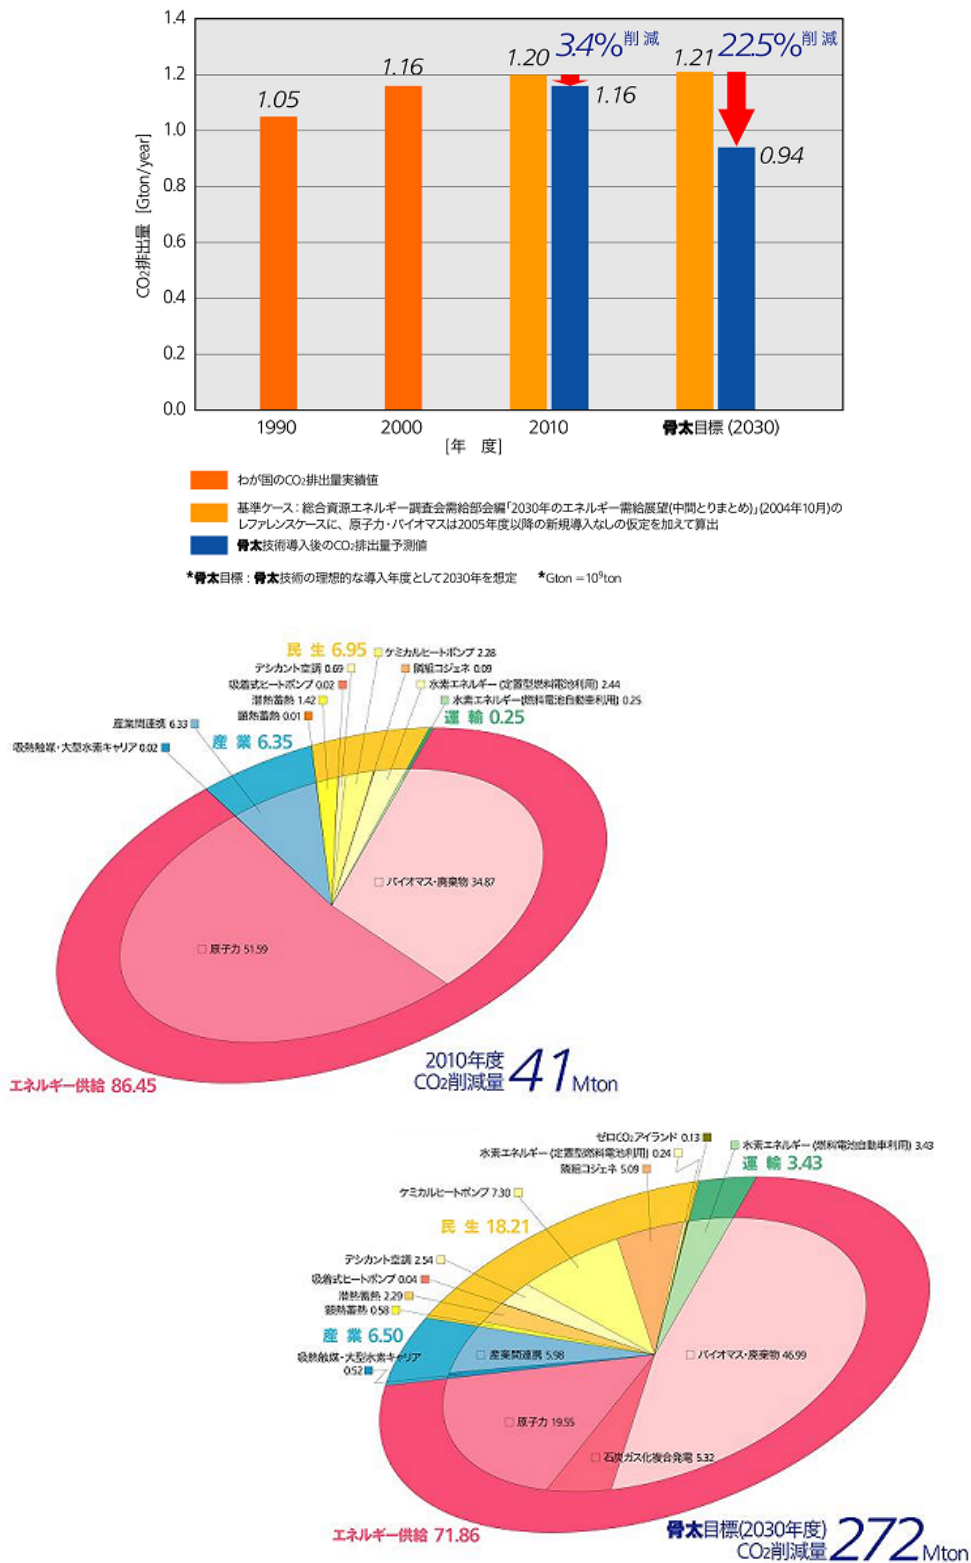 1.4
1.2
1.0
0.8
0.6
0.4
0.2
0.0
CO₂排出量 [Gton/year]
1.05
1.16
1.20
3.4%削減
1.16
1.21
22.5%削減
0.94
1990
2000
2010
骨太目標(2030)
[年 度]
わが国のCO₂排出量実績値
基準ケース：総合資源エネルギー調査会需給部会編「2030年のエネルギー需給展望(中間とりまとめ)」(2004年10月)の
レファレンスケースに、原子力・バイオマスは2005年度以降の新規導入なしの仮定を加えて算出
骨太技術導入後のCO₂排出量予測値
*骨太目標：骨太技術の理想的な導入年度として2030年を想定 *Gton＝10⁹ton
民生 6.95
ケミカルヒートポンプ 2.28
デシカント空調 0.69
隣組コジェネ 0.09
吸着式ヒートポンプ 0.02
水素エネルギー(定置型燃料電池利用) 2.44
潜熱蓄熱 1.42
水素エネルギー(燃料電池自動車利用) 0.25
顕熱蓄熱 0.01
運輸 0.25
産業間連携 6.33
産業 6.35
吸熱触媒・大型水素キャリア 0.02
バイオマス・廃棄物 34.87
原子力 51.59
エネルギー供給 86.45
2010年度
CO₂削減量 41 Mton
ゼロCO₂アイランド 0.13
水素エネルギー(燃料電池自動車利用) 3.43
水素エネルギー(定置型燃料電池利用) 0.24
運輸 3.43
隣組コジェネ 5.09
ケミカルヒートポンプ 7.30
民生 18.21
デシカント空調 2.54
吸着式ヒートポンプ 0.04
潜熱蓄熱 2.29
顕熱蓄熱 0.58
産業 6.50
吸熱触媒・大型水素キャリア
0.52
産業間連携 5.98
バイオマス・廃棄物 46.99
原子力 19.55
石炭ガス化複合発電 5.32
エネルギー供給 71.86
骨太目標(2030年度)
CO₂削減量 272 Mton